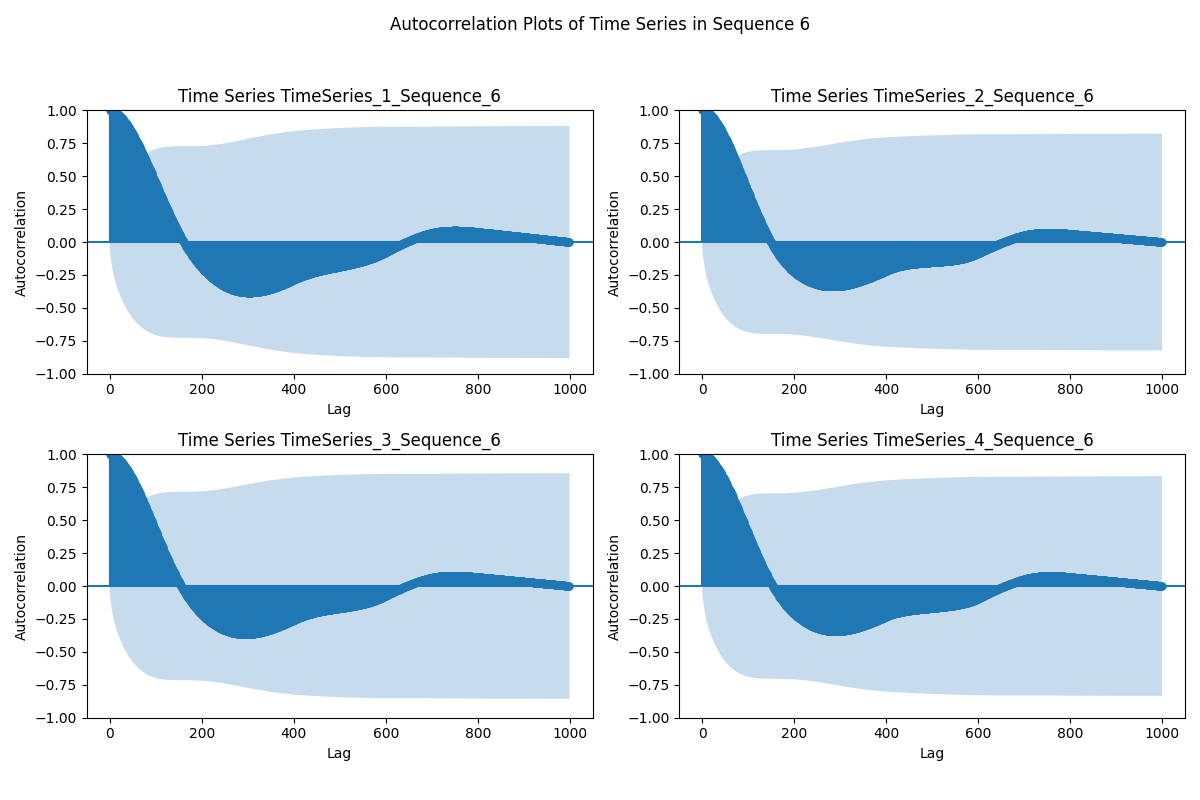 Autocorrelation Plots of Time Series in Sequence 6
Time Series TimeSeries_1_Sequence_6
1.00
0.75
0.50
0.25
0.00
−0.25
−0.50
−0.75
−1.00
Autocorrelation
0 200 400 600 800 1000
Lag
Time Series TimeSeries_2_Sequence_6
1.00
0.75
0.50
0.25
0.00
−0.25
−0.50
−0.75
−1.00
Autocorrelation
0 200 400 600 800 1000
Lag
Time Series TimeSeries_3_Sequence_6
1.00
0.75
0.50
0.25
0.00
−0.25
−0.50
−0.75
−1.00
Autocorrelation
0 200 400 600 800 1000
Lag
Time Series TimeSeries_4_Sequence_6
1.00
0.75
0.50
0.25
0.00
−0.25
−0.50
−0.75
−1.00
Autocorrelation
0 200 400 600 800 1000
Lag